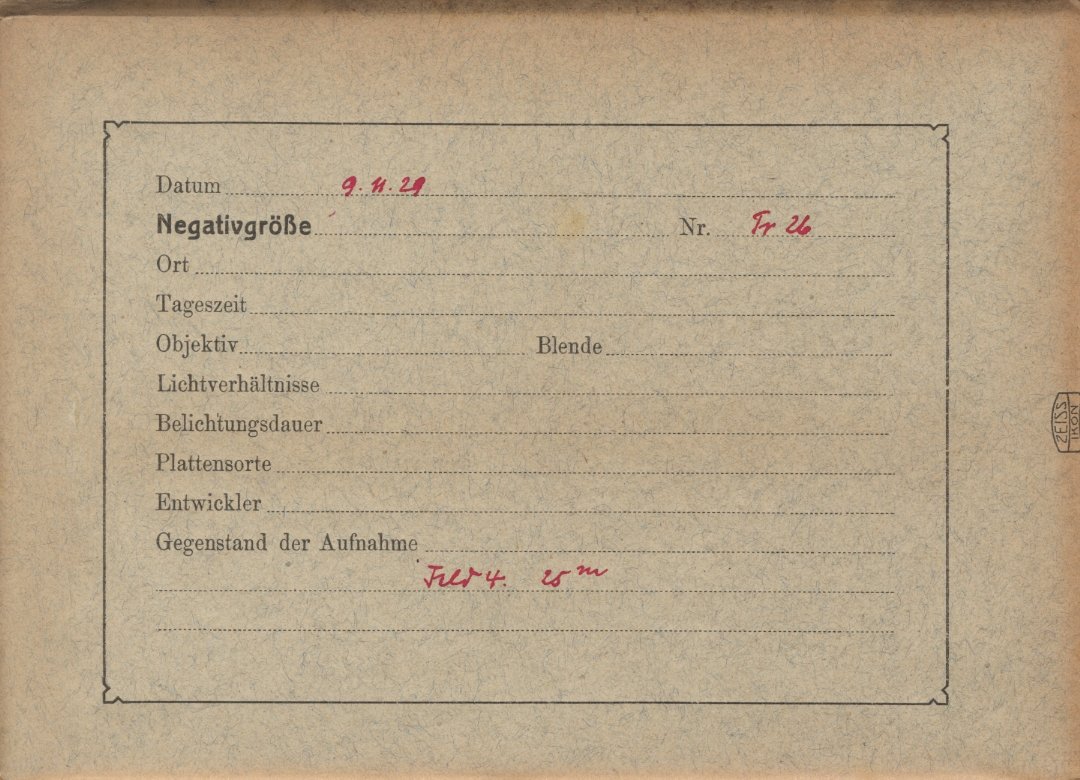 Datum 9.11.29
Negativgröße Nr. Tr 26
Ort
Tageszeit
Objektiv Blende
Lichtverhältnisse
Belichtungsdauer
Plattensorte
Entwickler
Gegenstand der Aufnahme
Feld 4. 25 m
ZEISS
IKON